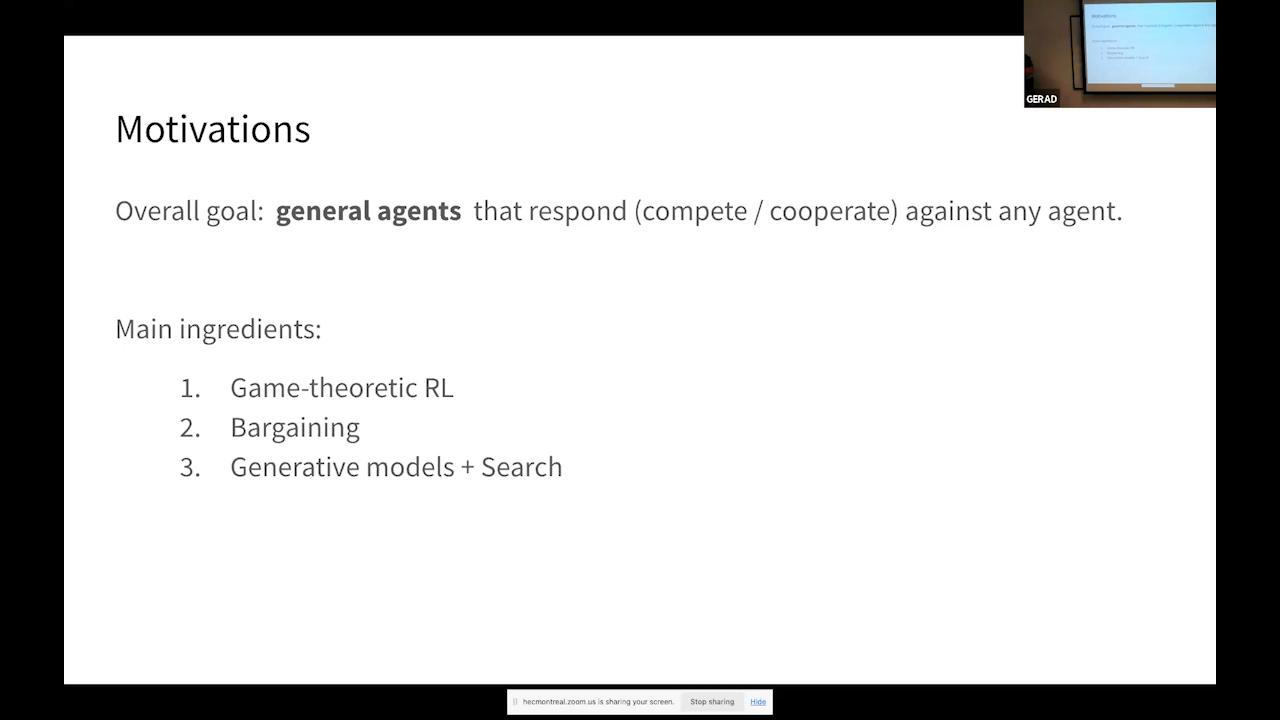 GERAD
Motivations
Overall goal: general agents that respond (compete / cooperate) against any agent.
Main ingredients:
1. Game-theoretic RL
2. Bargaining
3. Generative models + Search
hecmontreal.zoom.us is sharing your screen. Stop sharing Hide